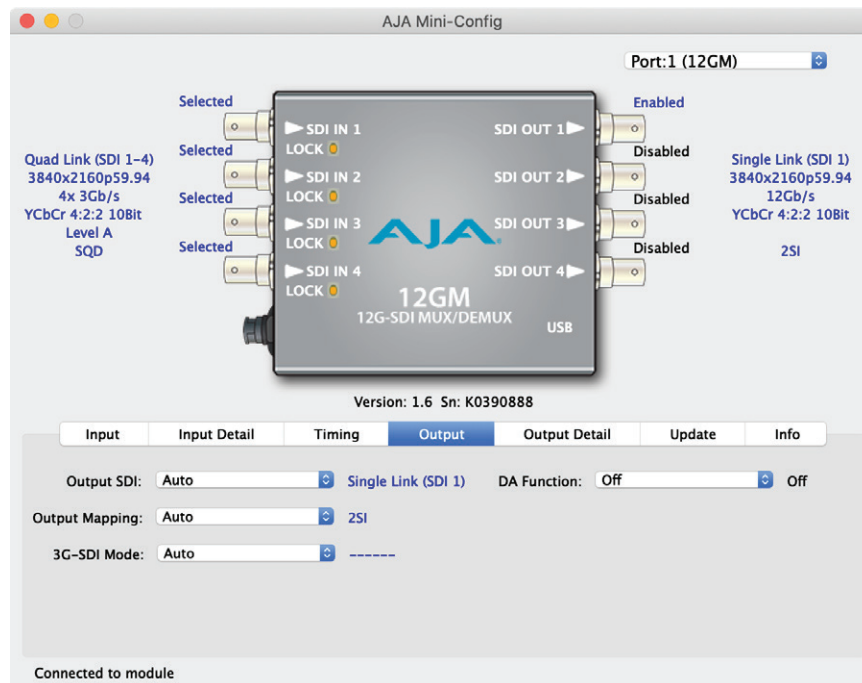 AJA Mini-Config
Port:1 (12GM)
Selected
Selected
Selected
Selected
Quad Link (SDI 1-4)
3840x2160p59.94
4x 3Gb/s
YCbCr 4:2:2 10Bit
Level A
SQD
SDI IN 1
LOCK
SDI IN 2
LOCK
SDI IN 3
LOCK
SDI IN 4
LOCK
AJA
12GM
12G-SDI MUX/DEMUX
USB
SDI OUT 1
SDI OUT 2
SDI OUT 3
SDI OUT 4
Enabled
Disabled
Disabled
Disabled
Single Link (SDI 1)
3840x2160p59.94
12Gb/s
YCbCr 4:2:2 10Bit
2SI
Version: 1.6 Sn: K0390888
Input Input Detail Timing Output Output Detail Update Info
Output SDI: Auto Single Link (SDI 1) DA Function: Off Off
Output Mapping: Auto 2SI
3G-SDI Mode: Auto ------
Connected to module